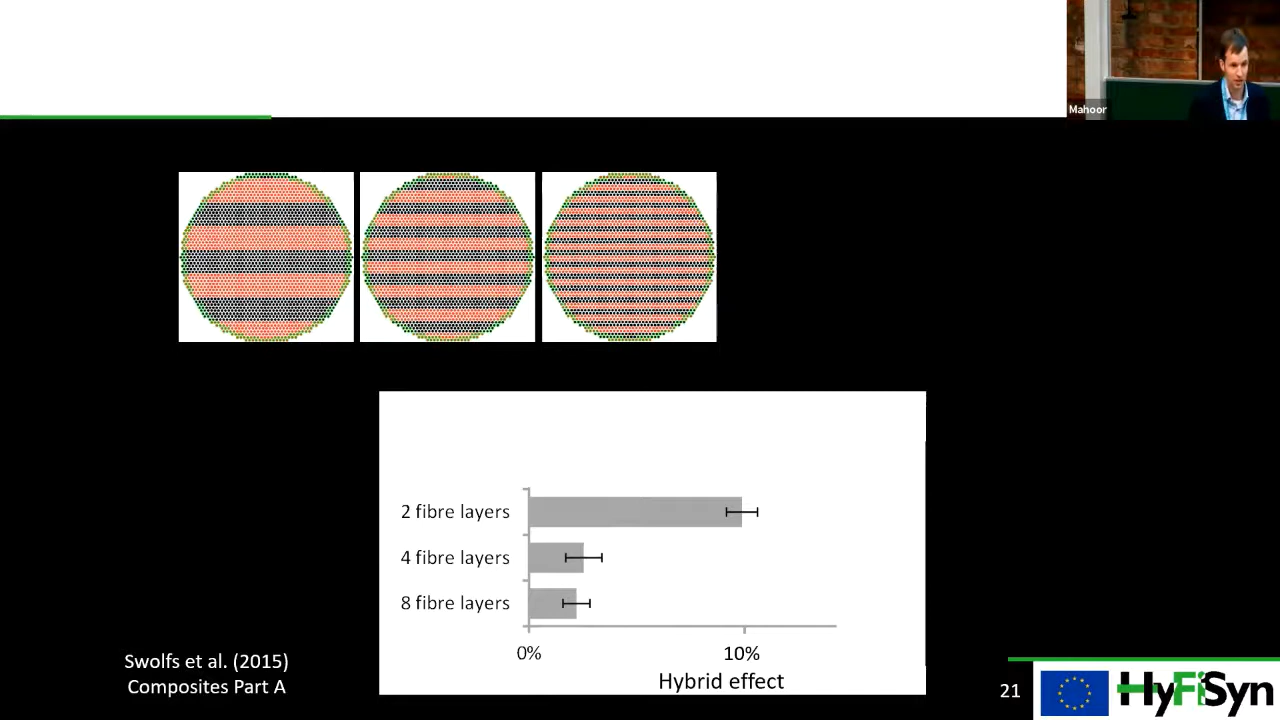 Mahoor
2 fibre layers
4 fibre layers
8 fibre layers
0%
10%
Hybrid effect
Swolfs et al. (2015)
Composites Part A
21
HyFiSyn